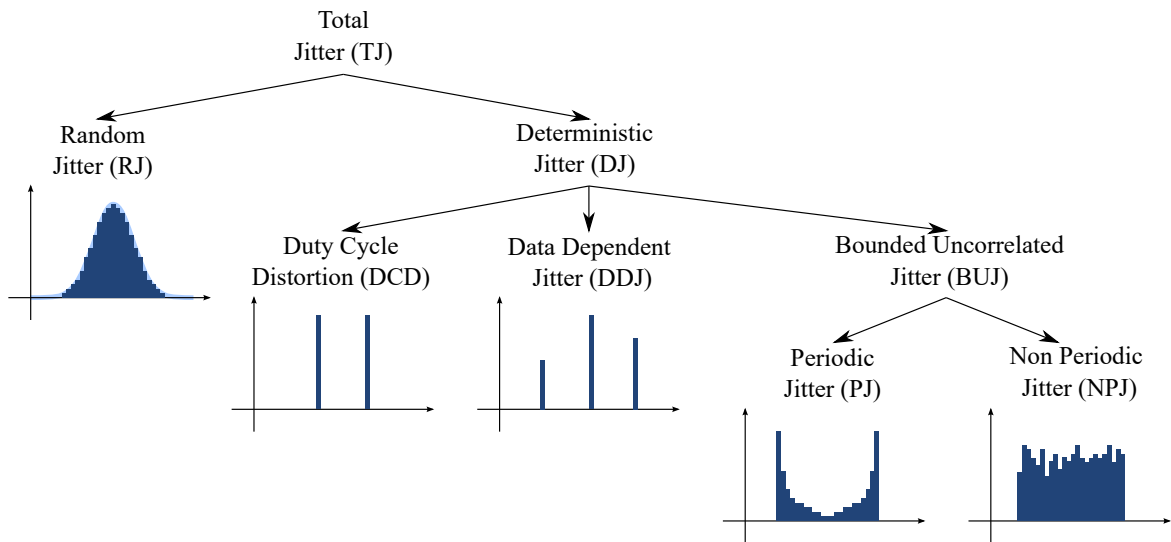 Total
Jitter (TJ)
Random
Jitter (RJ)
Deterministic
Jitter (DJ)
Duty Cycle
Distortion (DCD)
Data Dependent
Jitter (DDJ)
Bounded Uncorrelated
Jitter (BUJ)
Periodic
Jitter (PJ)
Non Periodic
Jitter (NPJ)